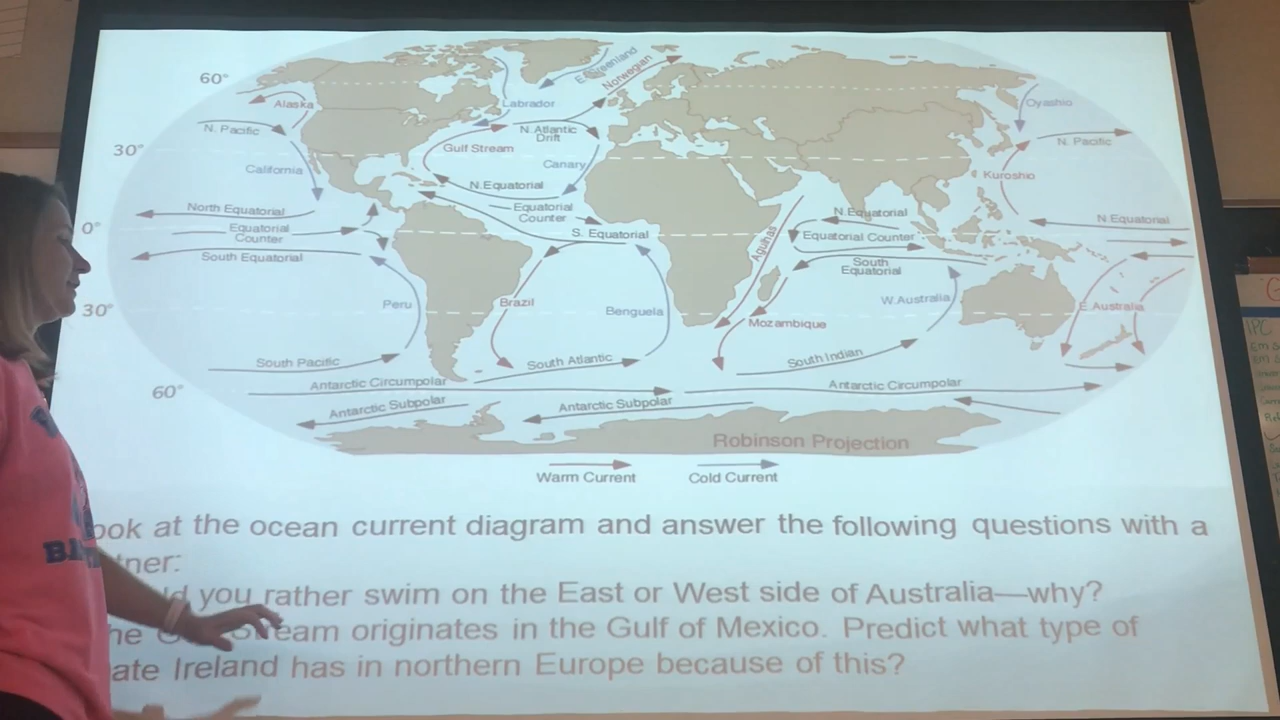 60°
E. Greenland
Norwegian
Alaska
Labrador
Oyashio
N. Pacific
N. Atlantic
Drift
N. Pacific
30°
Gulf Stream
California
Canary
Kuroshio
N. Equatorial
North Equatorial
Equatorial
Counter
N. Equatorial
N. Equatorial
0°
Equatorial
Counter
S. Equatorial
Agulhas
Equatorial Counter
South Equatorial
South
Equatorial
30°
Peru
Brazil
Benguela
W. Australia
E. Australia
Mozambique
South Pacific
South Atlantic
South Indian
60°
Antarctic Circumpolar
Antarctic Circumpolar
Antarctic Subpolar
Antarctic Subpolar
Robinson Projection
Warm Current
Cold Current
ook at the ocean current diagram and answer the following questions with a
tner:
d you rather swim on the East or West side of Australia—why?
he G Stream originates in the Gulf of Mexico. Predict what type of
ate Ireland has in northern Europe because of this?
IPC